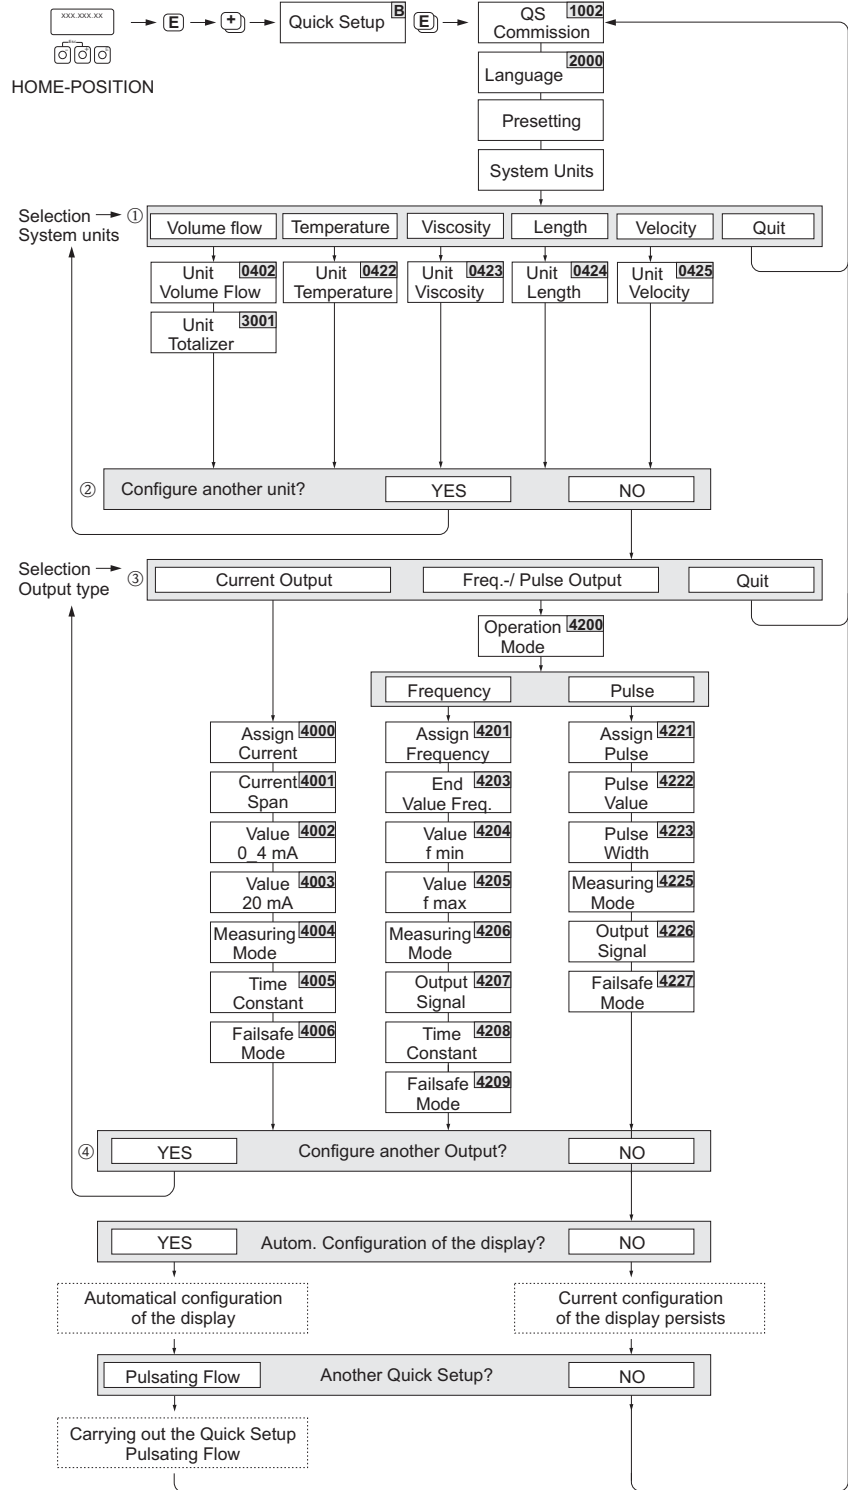 xxx.xxx.xx
Esc
E
+
Quick Setup B
E
QS 1002
Commission
HOME-POSITION
Language 2000
Presetting
System Units
Selection
System units
①
Volume flow Temperature Viscosity Length Velocity Quit
Unit 0402
Volume Flow
Unit 0422
Temperature
Unit 0423
Viscosity
Unit 0424
Length
Unit 0425
Velocity
Unit 3001
Totalizer
② Configure another unit? YES NO
Selection
Output type
③
Current Output Freq.-/ Pulse Output Quit
Operation 4200
Mode
Frequency Pulse
Assign 4000
Current
Assign 4201
Frequency
Assign 4221
Pulse
Current 4001
Span
End 4203
Value Freq.
Pulse 4222
Value
Value 4002
0_4 mA
Value 4204
f min
Pulse 4223
Width
Value 4003
20 mA
Value 4205
f max
Measuring 4225
Mode
Measuring 4004
Mode
Measuring 4206
Mode
Output 4226
Signal
Time 4005
Constant
Output 4207
Signal
Failsafe 4227
Mode
Failsafe 4006
Mode
Time 4208
Constant
Failsafe 4209
Mode
④ YES Configure another Output? NO
YES Autom. Configuration of the display? NO
Automatical configuration
of the display
Current configuration
of the display persists
Pulsating Flow Another Quick Setup? NO
Carrying out the Quick Setup
Pulsating Flow